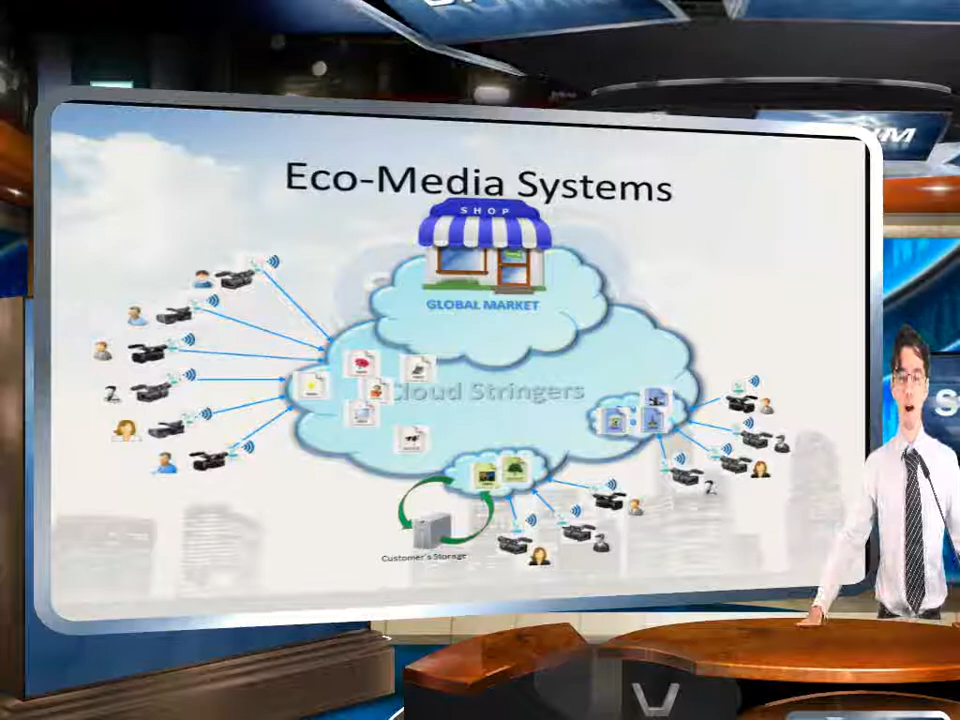 Eco-Media Systems
SHOP
GLOBAL MARKET
Cloud Stringers
Customer's Storage